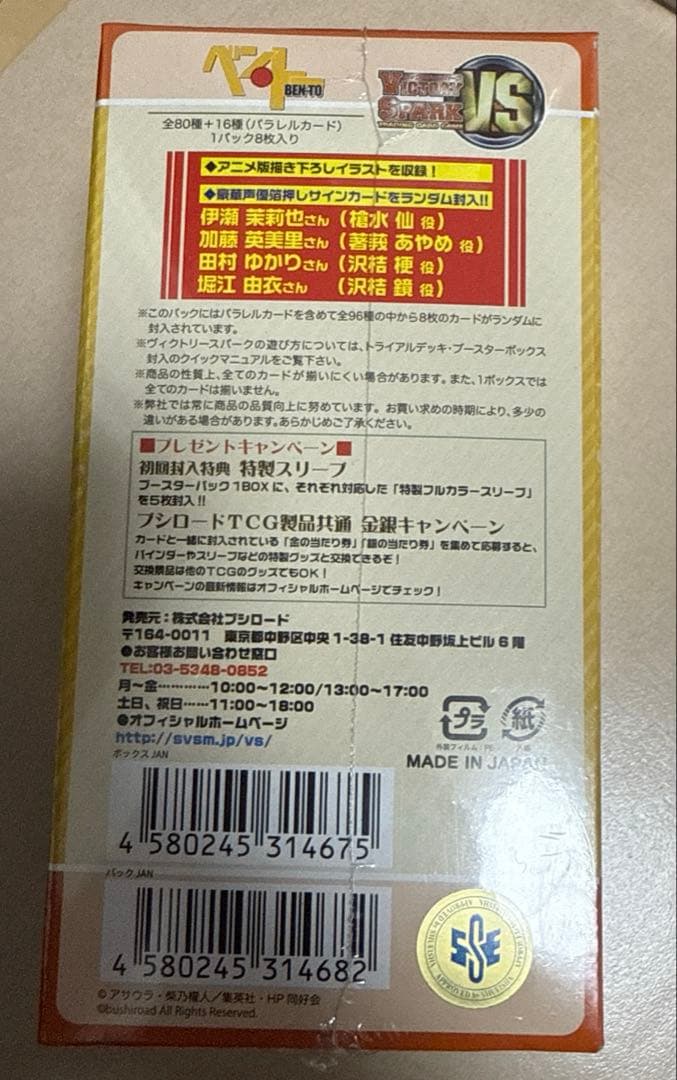 ベン・トー
BEN-TO
VICTORY SPARK
TRADING CARD GAME
VS
全80種+16種(パラレルカード)
1パック8枚入り
◆アニメ版描き下ろしイラストを収録!
◆豪華声優箔押しサインカードをランダム封入!!
伊瀬 茉莉也さん (槍水 仙 役)
加藤 英美里さん (著莪 あやめ 役)
田村 ゆかりさん (沢桔 梗 役)
堀江 由衣さん (沢桔 鏡 役)
※このパックにはパラレルカードを含めて全96種の中から8枚のカードがランダムに
封入されています。
※ヴィクトリースパークの遊び方については、トライアルデッキ・ブースターボックス
封入のクイックマニュアルをご覧下さい。
※商品の性質上、全てのカードが揃いにくい場合があります。また、1ボックスでは
全てのカードは揃いません。
※弊社では常に商品の品質向上に努めています。お買い求めの時期により、多少の
違いがある場合があります。あらかじめご了承ください。
■プレゼントキャンペーン■
初回封入特典 特製スリーブ
ブースターパック1BOXに、それぞれ対応した「特製フルカラースリーブ」
を5枚封入!!
ブシロードTCG製品共通 金銀キャンペーン
カードと一緒に封入されている「金の当たり券」「銀の当たり券」を集めて応募すると、
バインダーやスリーブなどの特製グッズと交換できるぞ!
交換景品は他のTCGのグッズでもOK!
キャンペーンの最新情報はオフィシャルホームページでチェック!
発売元:株式会社ブシロード
〒164-0011 東京都中野区中央1-38-1 住友中野坂上ビル6階
●お客様お問い合わせ窓口
TEL:03-5348-0852
月~金…………10:00~12:00/13:00~17:00
土日、祝日……11:00~18:00
●オフィシャルホームページ
http://svsm.jp/vs/
プラ
紙
外装フィルム:PE
MADE IN JAPAN
ボックスJAN
4 580245 314675
パックJAN
4 580245 314682
SSE
©アサウラ・柴乃櫂人/集英社・HP同好会
©bushiroad All Rights Reserved.